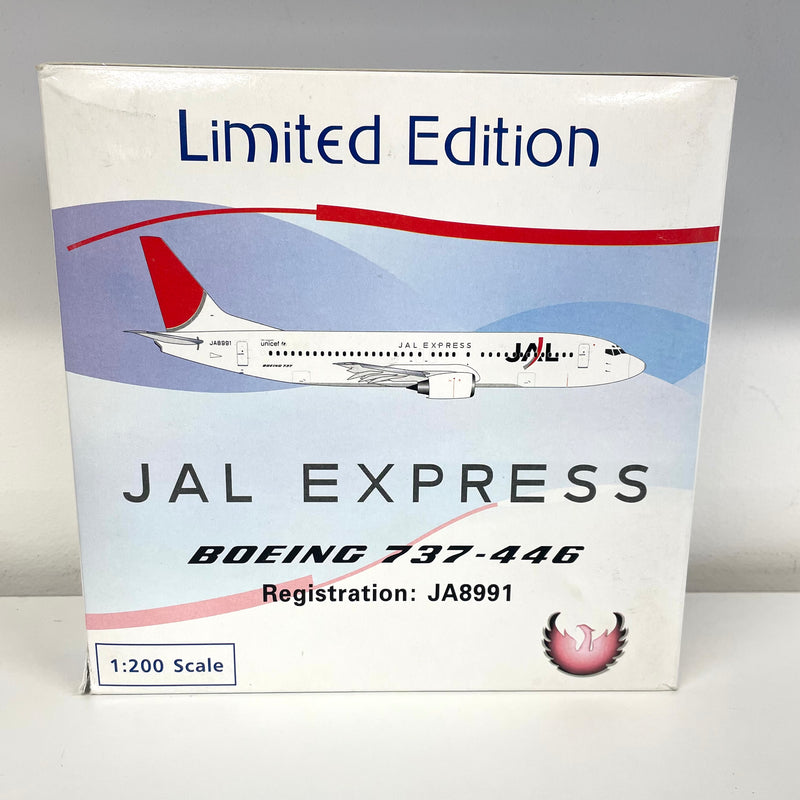 Limited Edition
JA8991
unicef
JAL EXPRESS
JAL
BOEING 737
JAL EXPRESS
BOEING 737-446
Registration: JA8991
1:200 Scale